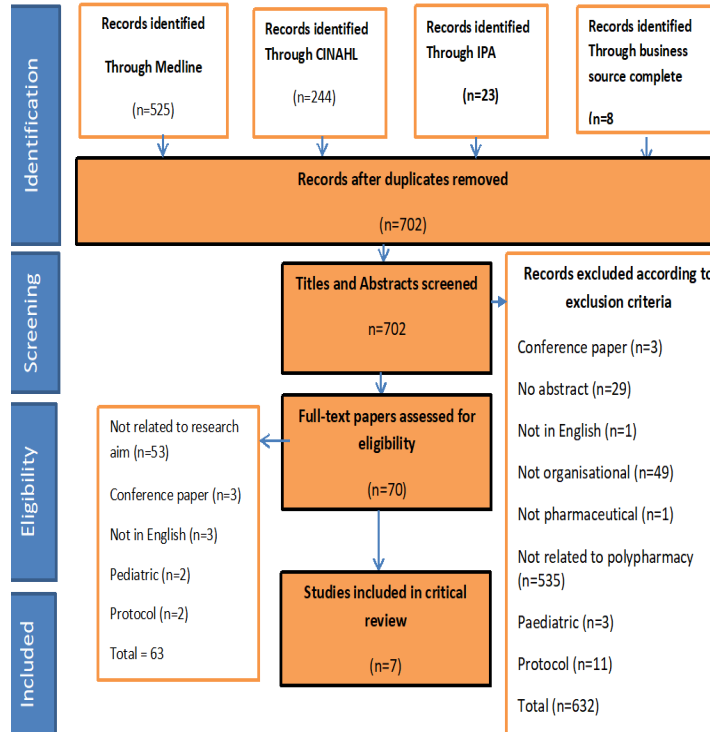 Identification
Records identified
Through Medline
(n=525)
Records identified
Through CINAHL
(n=244)
Records identified
Through IPA
(n=23)
Records identified
Through business
source complete
(n=8
Records after duplicates removed
(n=702)
Screening
Titles and Abstracts screened
n=702
Records excluded according to
exclusion criteria
Conference paper (n=3)
No abstract (n=29)
Not in English (n=1)
Not organisational (n=49)
Not pharmaceutical (n=1)
Not related to polypharmacy
(n=535)
Paediatric (n=3)
Protocol (n=11)
Total (n=632)
Eligibility
Full-text papers assessed for
eligibility
(n=70)
Not related to research
aim (n=53)
Conference paper (n=3)
Not in English (n=3)
Pediatric (n=2)
Protocol (n=2)
Total = 63
Included
Studies included in critical
review
(n=7)